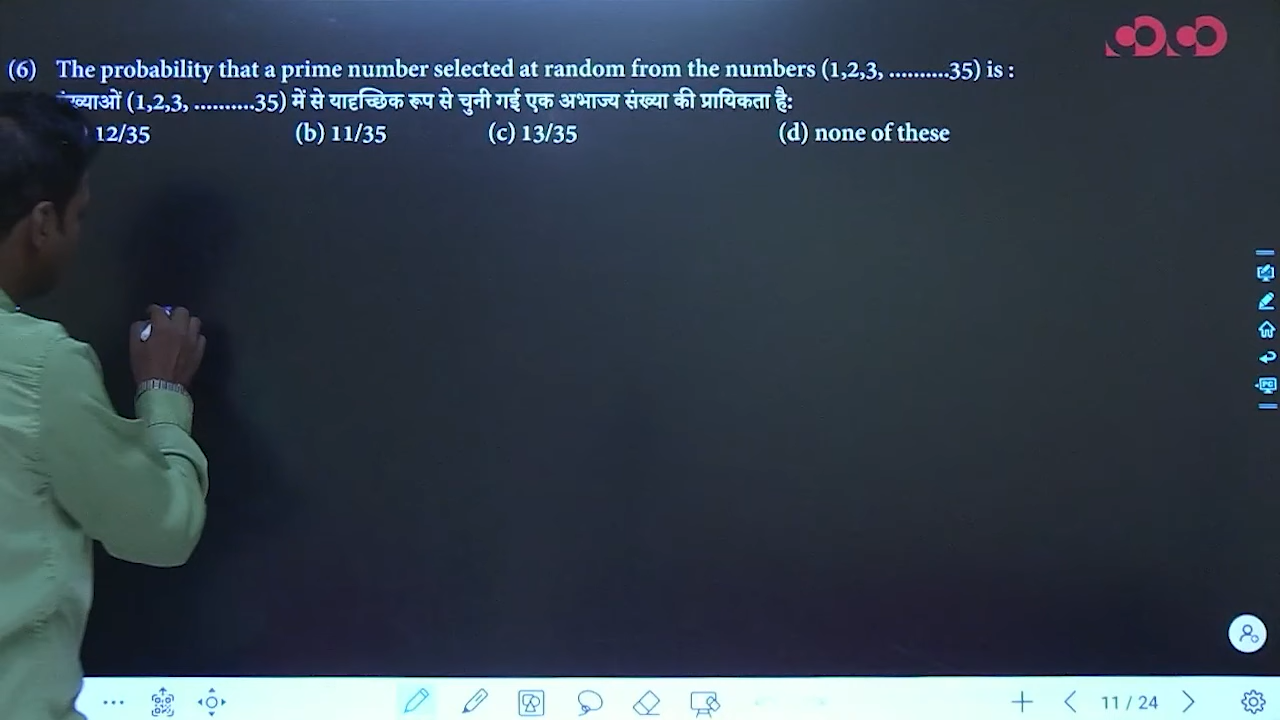 (6) The probability that a prime number selected at random from the numbers (1,2,3, ..........35) is :
(1,2,3, ..........35) में से यादृच्छिक रूप से चुनी गई एक अभाज्य संख्या की प्रायिकता है:
12/35 (b) 11/35 (c) 13/35 (d) none of these
PC
11 / 24